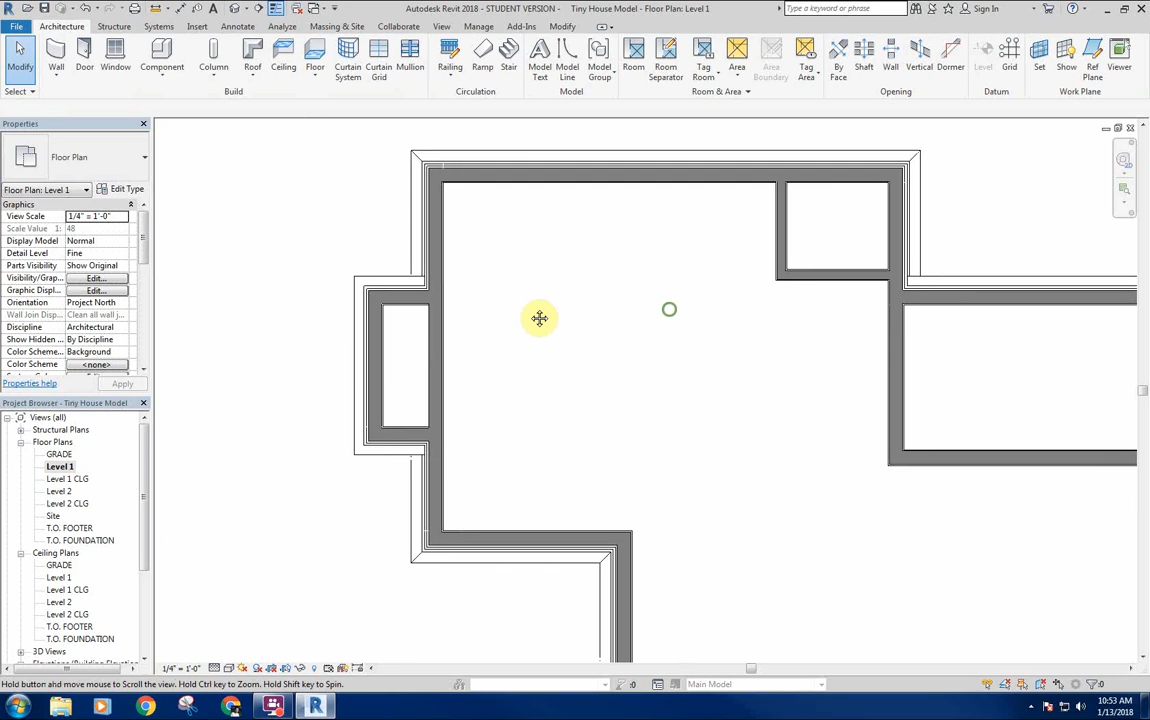 Autodesk Revit 2018 - STUDENT VERSION - Tiny House Model - Floor Plan: Level 1
Type a keyword or phrase
Sign In
File Architecture Structure Systems Insert Annotate Analyze Massing & Site Collaborate View Manage Add-Ins Modify
Modify Wall Door Window Component Column Roof Ceiling Floor Curtain System Curtain Grid Mullion Railing Ramp Stair Model Text Model Line Model Group Room Room Separator Tag Room Area Area Boundary Tag Area By Face Shaft Wall Vertical Dormer Level Grid Set Show Ref Plane Viewer
Select Build Circulation Model Room & Area Opening Datum Work Plane
Properties
Floor Plan
Floor Plan: Level 1 Edit Type
Graphics
View Scale 1/4" = 1'-0"
Scale Value 1: 48
Display Model Normal
Detail Level Fine
Parts Visibility Show Original
Visibility/Grap... Edit...
Graphic Displ... Edit...
Orientation Project North
Wall Join Disp... Clean all wall j...
Discipline Architectural
Show Hidden ... By Discipline
Color Scheme... Background
Color Scheme <none>
Properties help Apply
Project Browser - Tiny House Model
Views (all)
Structural Plans
Floor Plans
GRADE
Level 1
Level 1 CLG
Level 2
Level 2 CLG
Site
T.O. FOOTER
T.O. FOUNDATION
Ceiling Plans
GRADE
Level 1
Level 1 CLG
Level 2
Level 2 CLG
T.O. FOOTER
T.O. FOUNDATION
3D Views
Elevations (Building Elevation
1/4" = 1'-0"
Hold button and move mouse to Scroll the view. Hold Ctrl key to Zoom. Hold Shift key to Spin.
:0
Main Model
:0
10:53 AM
1/13/2018